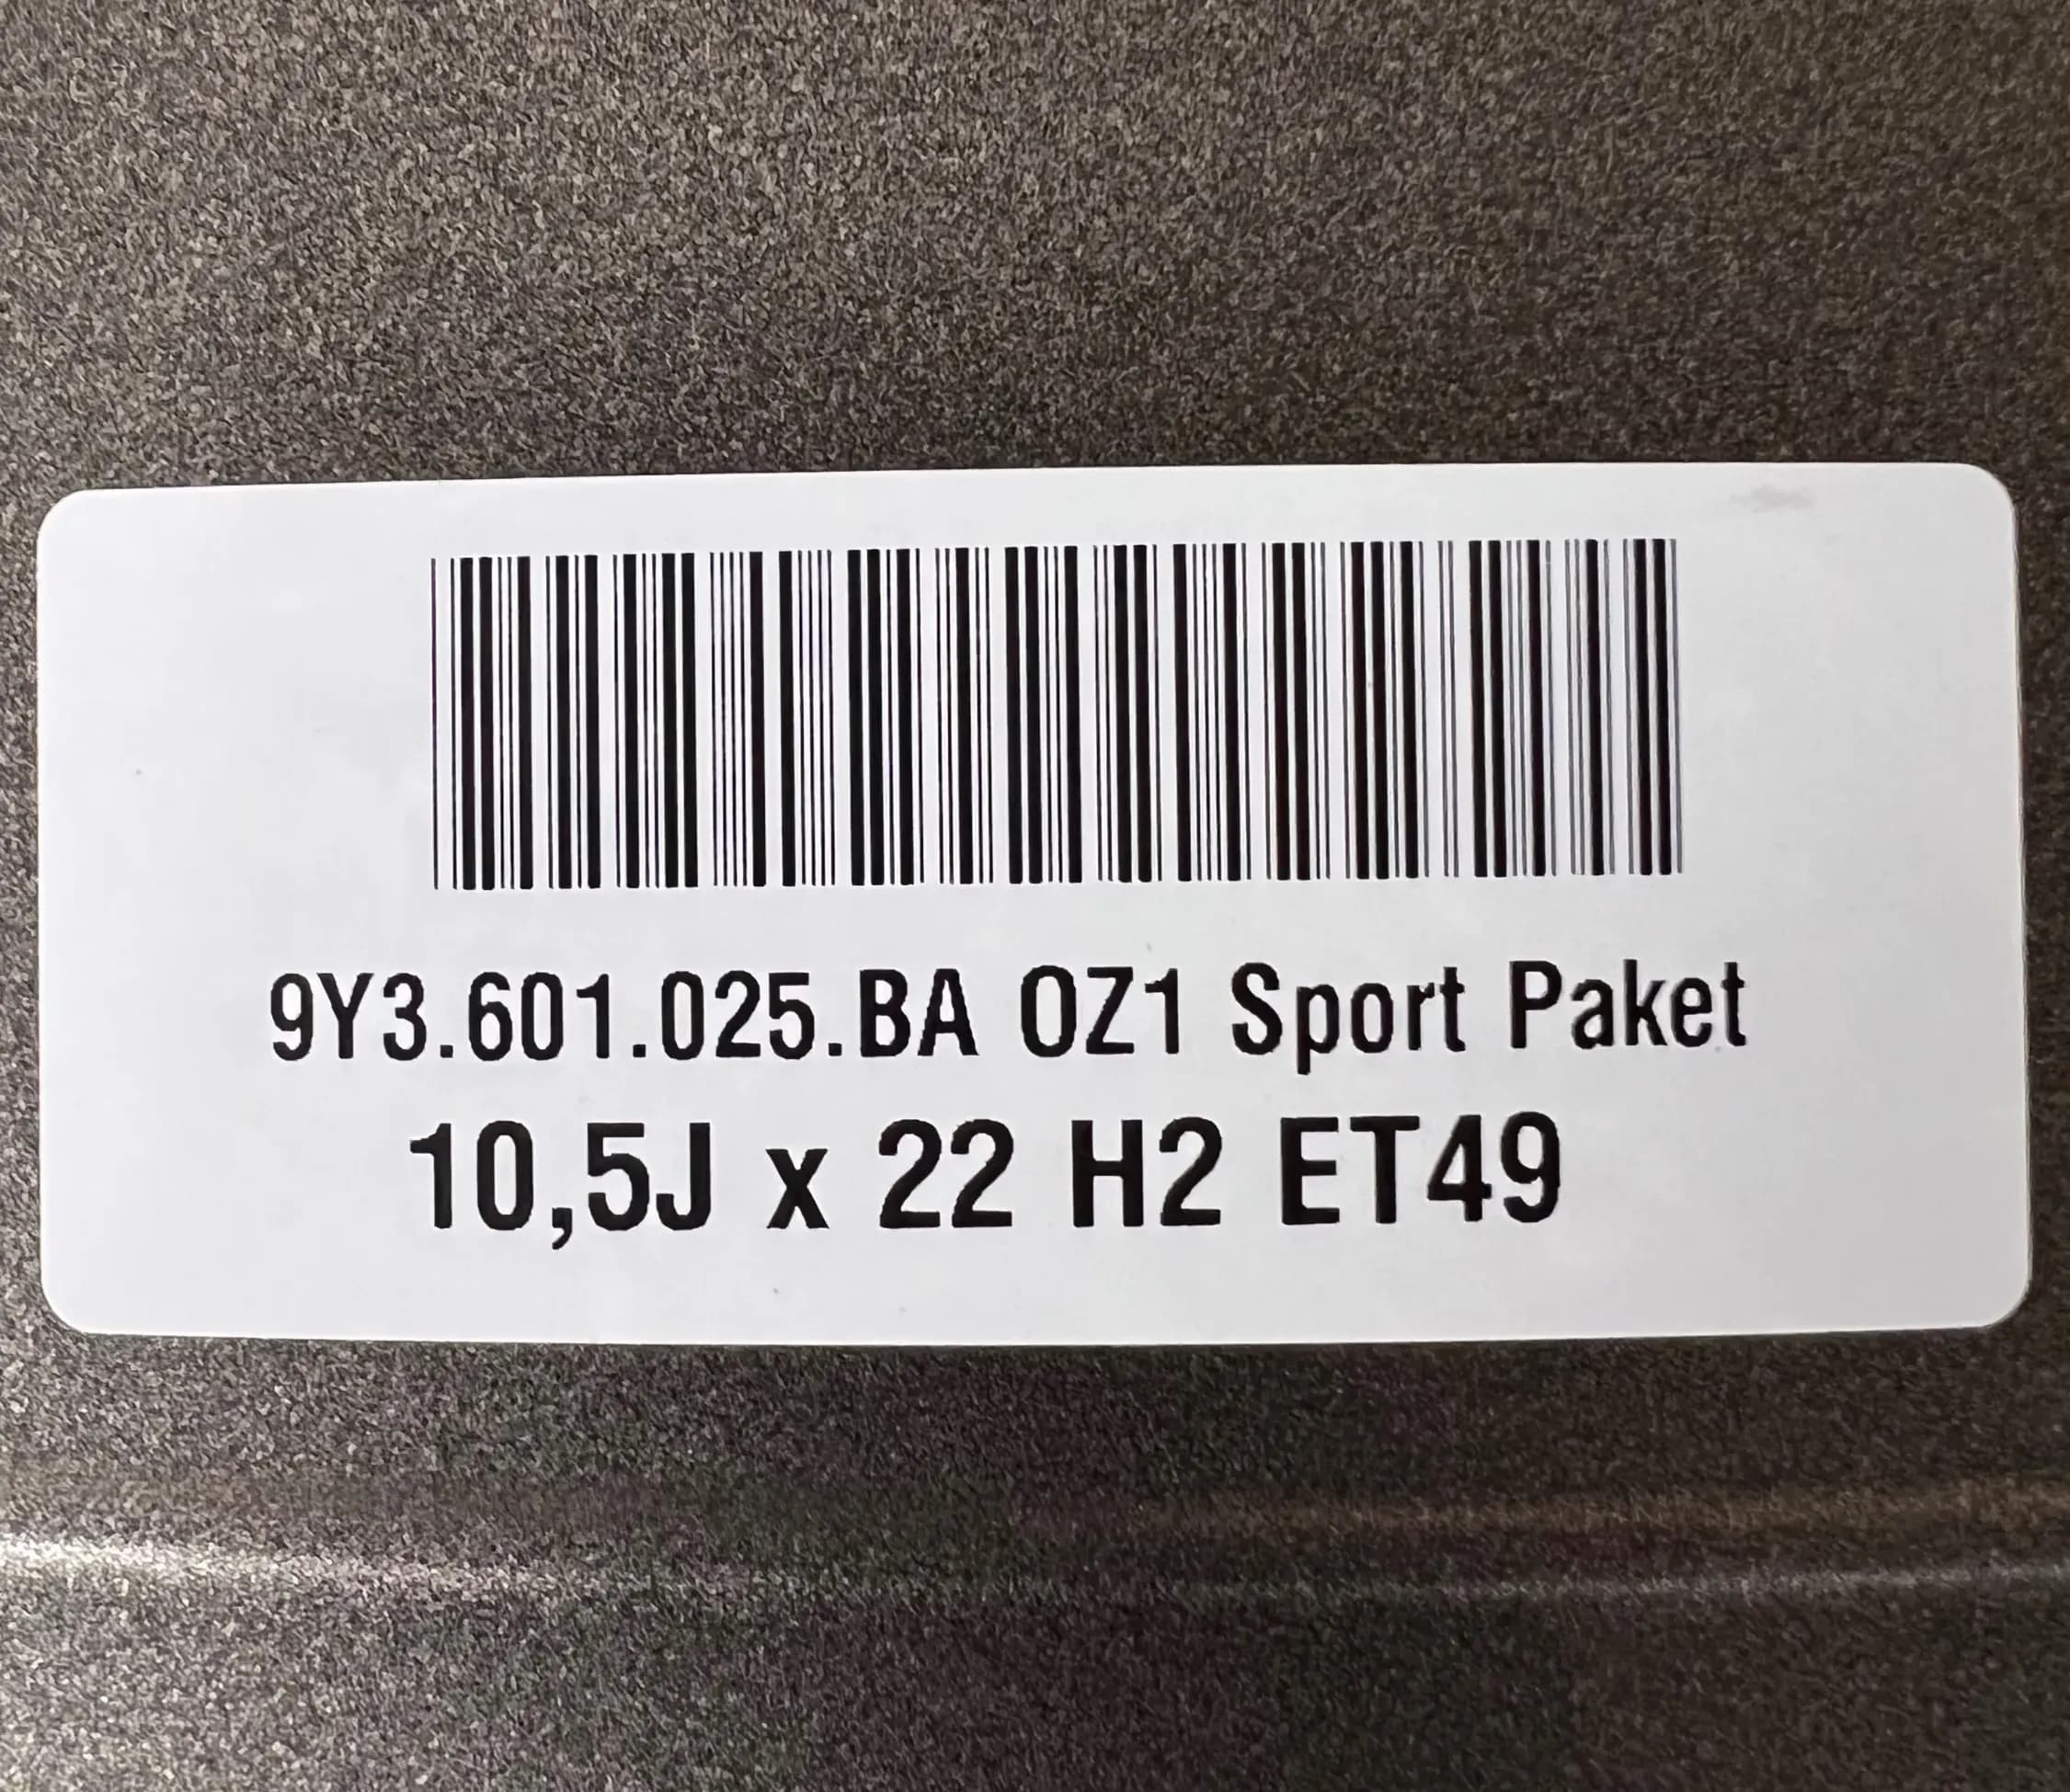 9Y3.601.025.BA OZ1 Sport Paket
10,5J x 22 H2 ET49